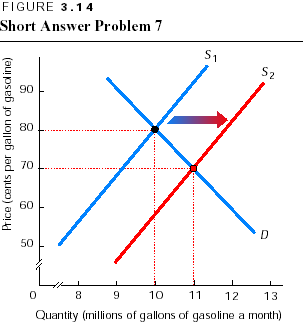 FIGURE 3.14
Short Answer Problem 7
Price (cents per gallon of gasoline)
90
80
70
60
50
S1
S2
D
0 8 9 10 11 12 13
Quantity (millions of gallons of gasoline a month)